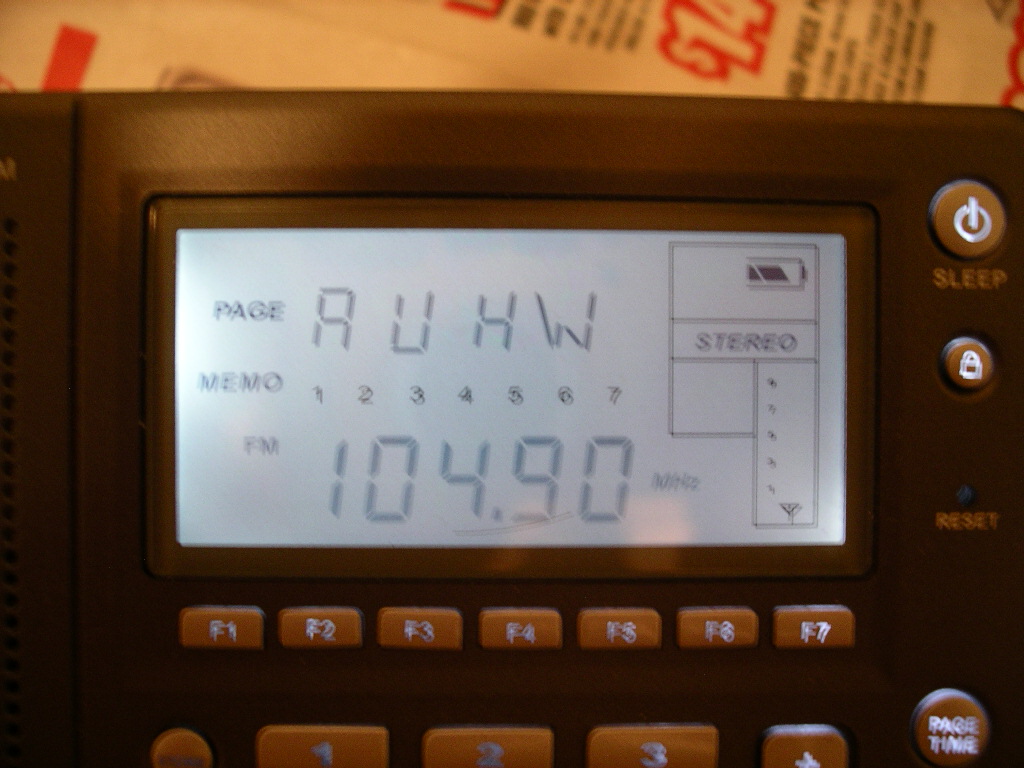 $14
PAGE AUHW
STEREO
MEMO 1 2 3 4 5 6 7
FM 104.90 MHz
SLEEP
RESET
F1 F2 F3 F4 F5 F6 F7
1 2 3 +
PAGE
TIME